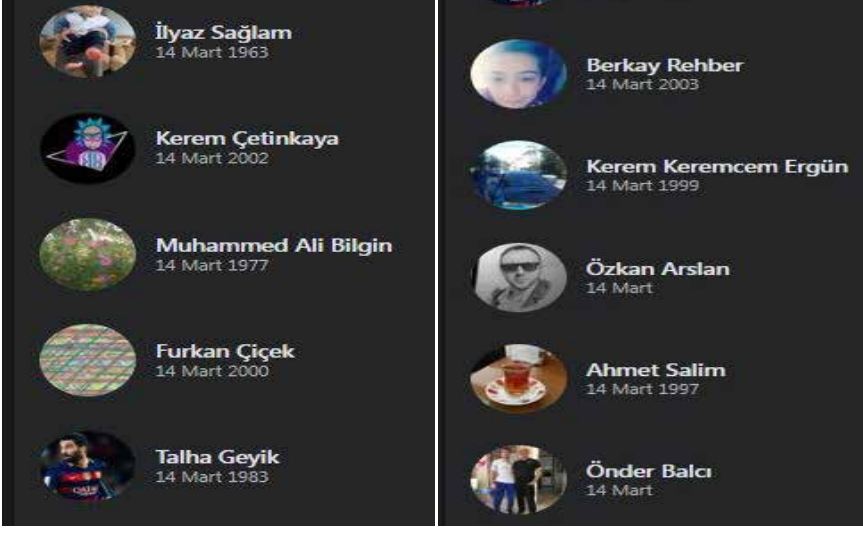 İlyaz Sağlam
14 Mart 1963
Kerem Çetinkaya
14 Mart 2002
Muhammed Ali Bilgin
14 Mart 1977
Furkan Çiçek
14 Mart 2000
Talha Geyik
14 Mart 1983
Berkay Rehber
14 Mart 2003
Kerem Keremcem Ergün
14 Mart 1999
Özkan Arslan
14 Mart
Ahmet Salim
14 Mart 1997
Önder Balcı
14 Mart